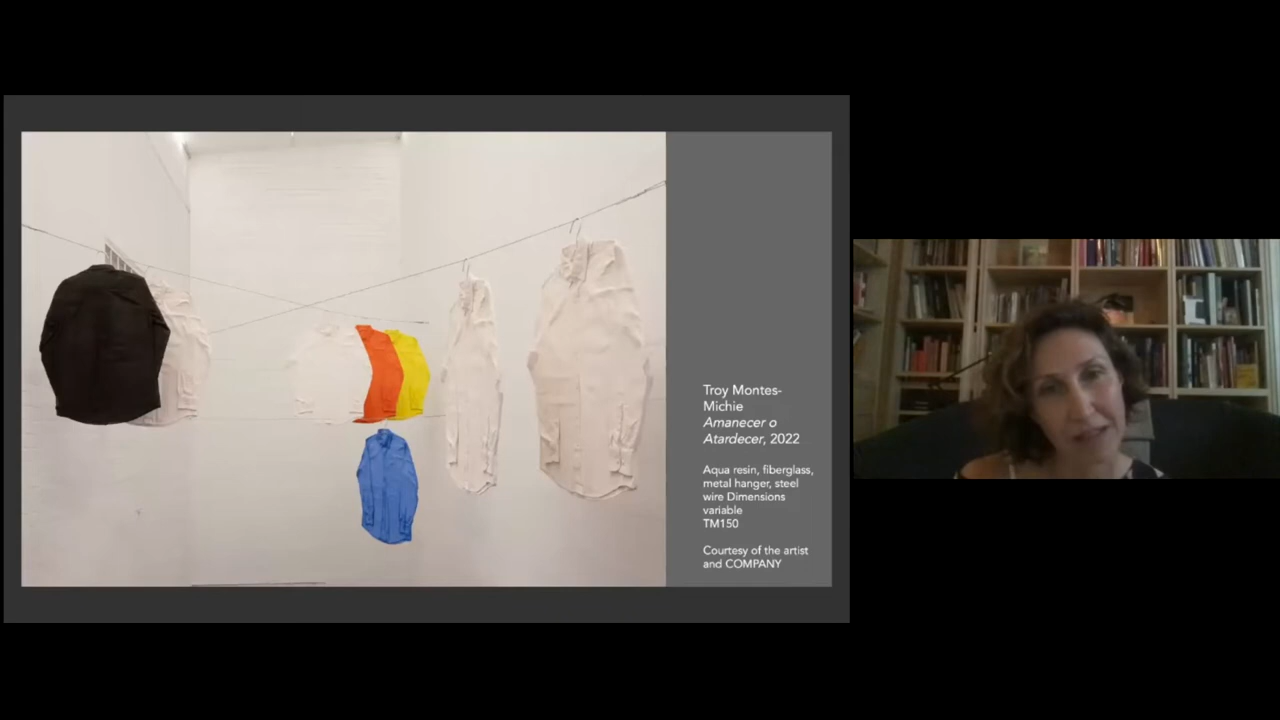 Troy Montes-
Michie
Amanecer o
Atardecer, 2022
Aqua resin, fiberglass,
metal hanger, steel
wire Dimensions
variable
TM150
Courtesy of the artist
and COMPANY